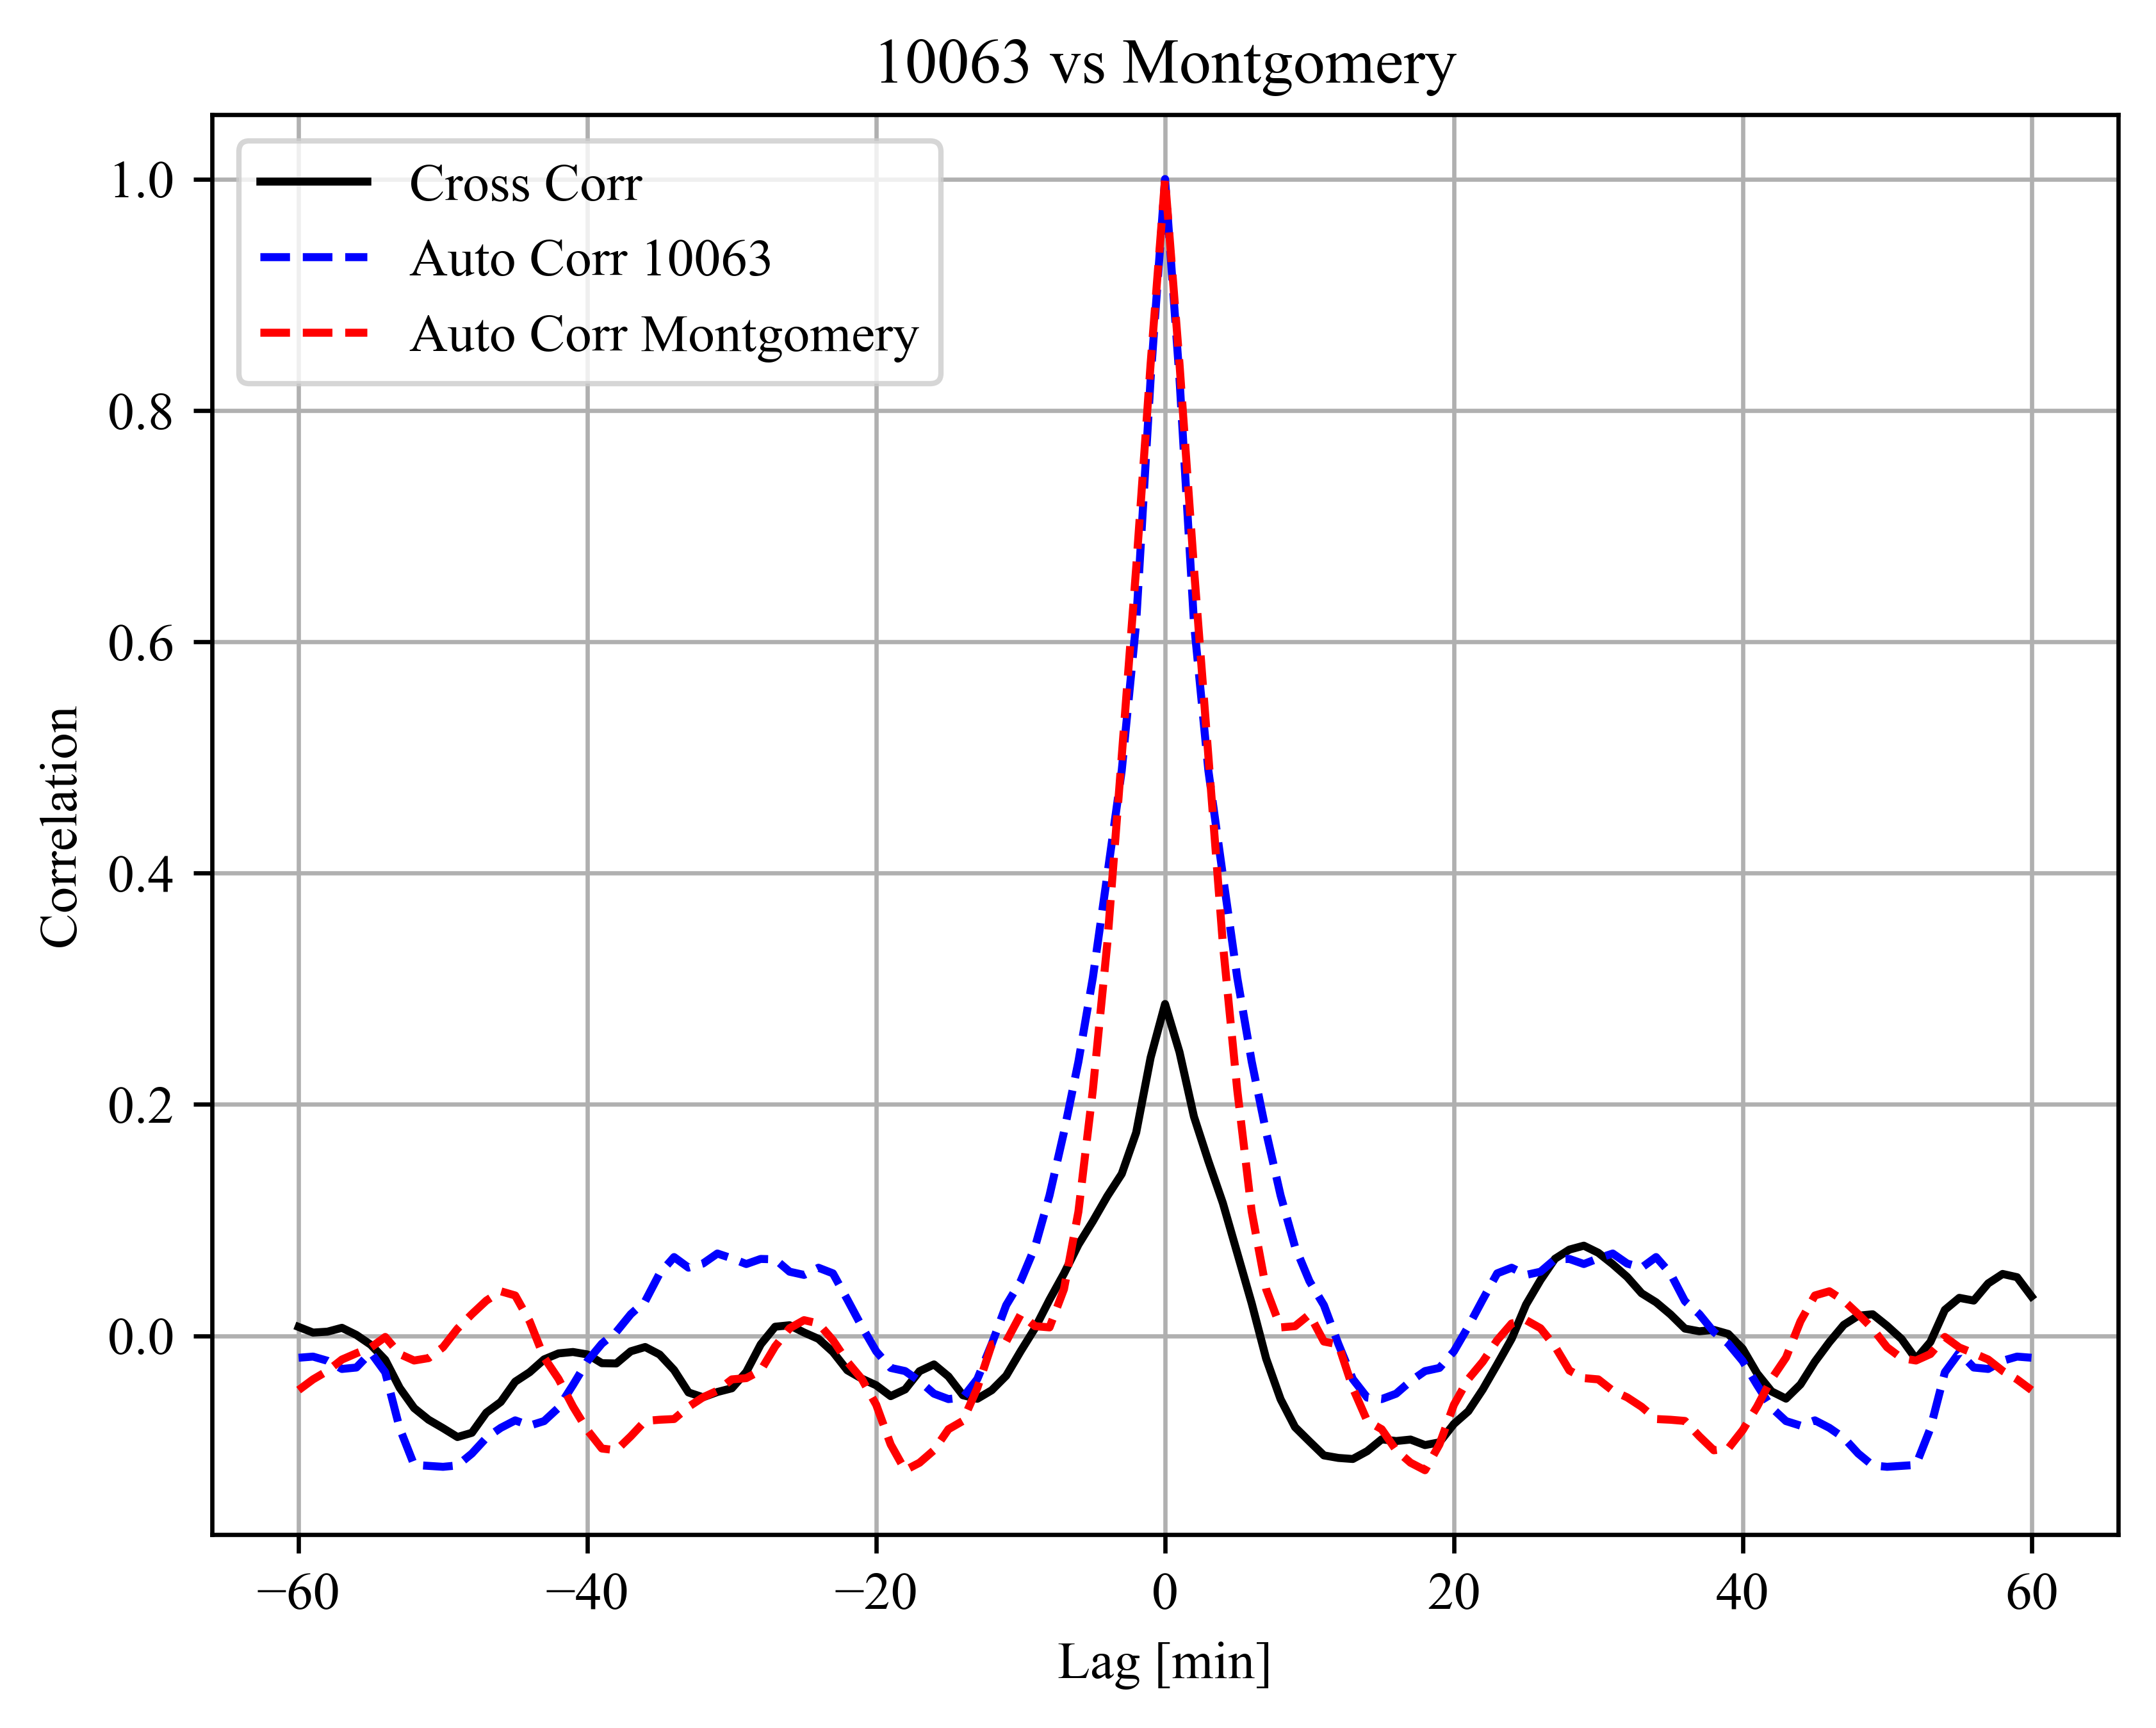 10063 vs Montgomery
Cross Corr
Auto Corr 10063
Auto Corr Montgomery
1.0
0.8
0.6
0.4
0.2
0.0
Correlation
−60 −40 −20 0 20 40 60
Lag [min]